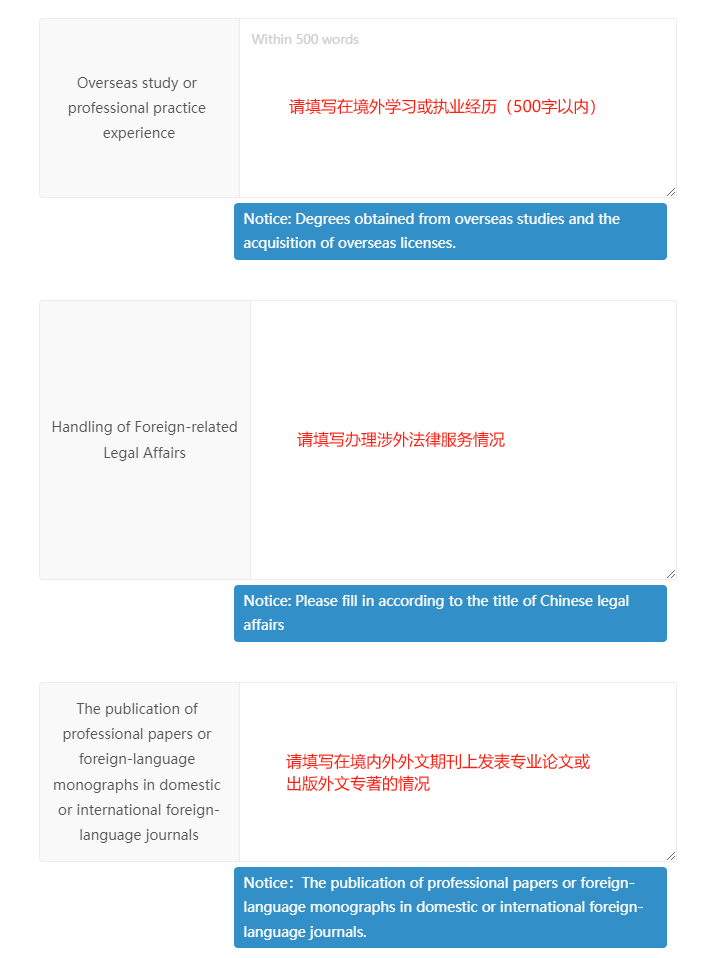 Within 500 words
Overseas study or
professional practice
experience
请填写在境外学习或执业经历（500字以内）
Notice: Degrees obtained from overseas studies and the
acquisition of overseas licenses.
Handling of Foreign-related
Legal Affairs
请填写办理涉外法律服务情况
Notice: Please fill in according to the title of Chinese legal
affairs
The publication of
professional papers or
foreign-language
monographs in domestic
or international foreign-
language journals
请填写在境内外外文期刊上发表专业论文或
出版外文专著的情况
Notice：The publication of professional papers or foreign-
language monographs in domestic or international foreign-
language journals.